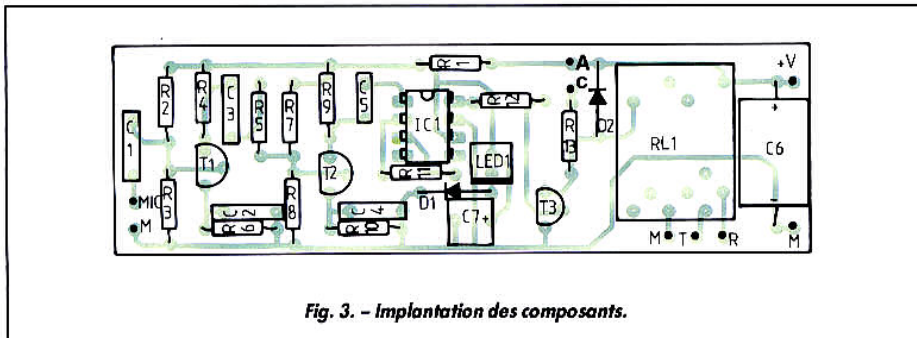 R1
A
C
+V
R2
R4
C3
R5
R7
R9
C5
IC1
R12
R13
D2
RL1
C6
C1
T1
T2
LED1
R11
MIC
M
R3
C2
R6
R8
C4
R10
D1
C7+
T3
M
T
R
M
Fig. 3. – Implantation des composants.